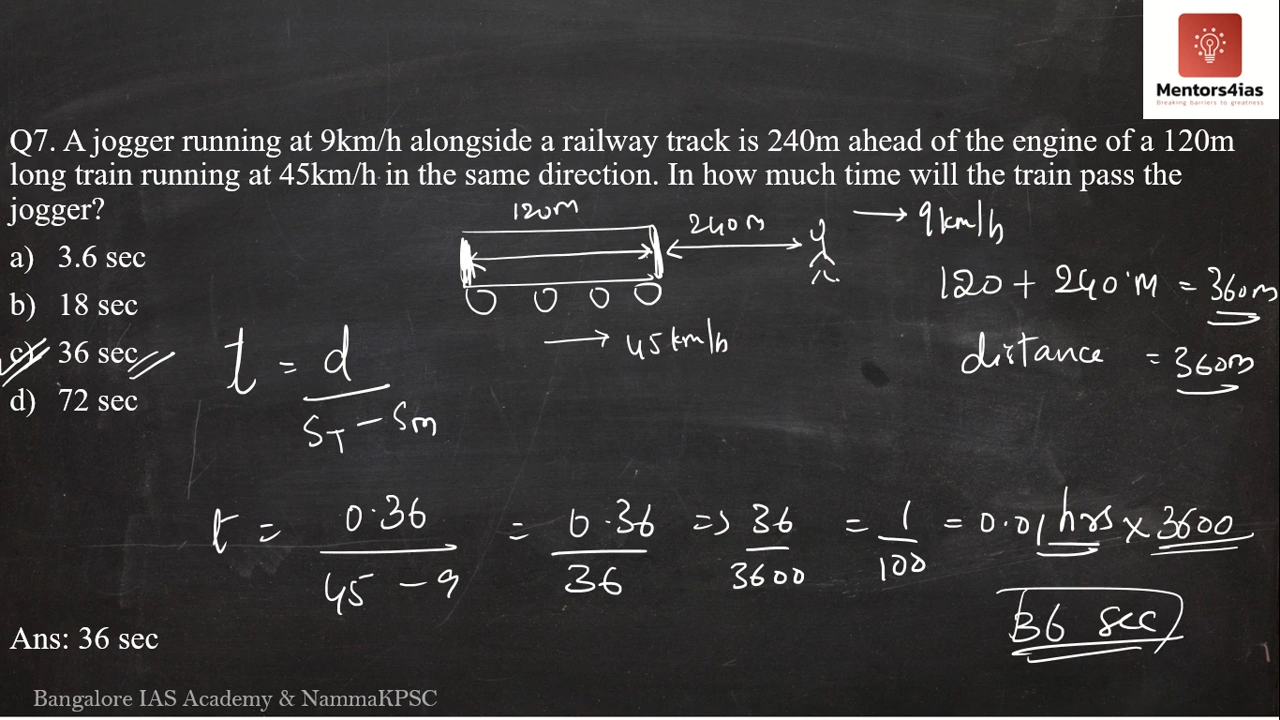 Mentors4ias
Breaking barriers to greatness
Q7. A jogger running at 9km/h alongside a railway track is 240m ahead of the engine of a 120m
long train running at 45km/h in the same direction. In how much time will the train pass the
jogger?
a) 3.6 sec
b) 18 sec
c) 36 sec
d) 72 sec
120m
240m
→ 9km/h
→ 45km/h
120 + 240 m = 360m
distance = 360m
t = d / ST - Sm
t = 0.36 / 45 - 9 = 0.36 / 36 => 36 / 3600 = 1 / 100 = 0.01 hrs x 3600
36 sec
Ans: 36 sec
Bangalore IAS Academy & NammaKPSC